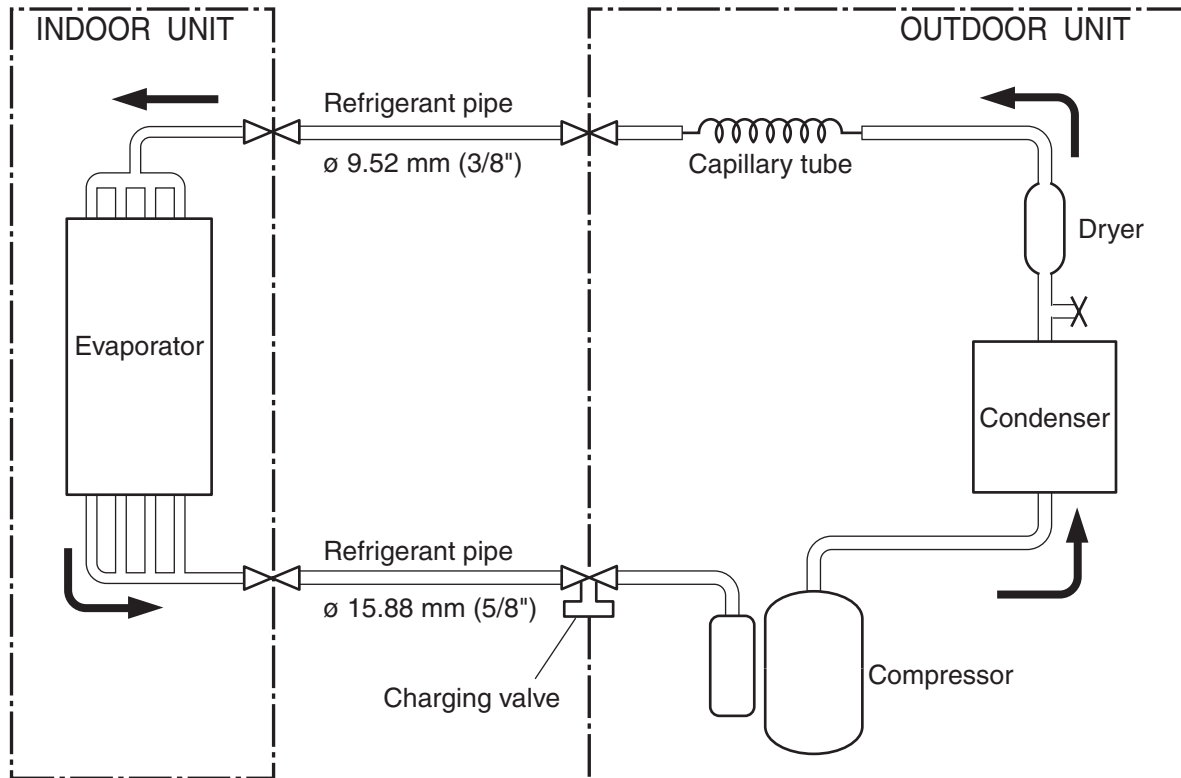 INDOOR UNIT
OUTDOOR UNIT
Refrigerant pipe
ø 9.52 mm (3/8")
Capillary tube
Dryer
Evaporator
Condenser
Refrigerant pipe
ø 15.88 mm (5/8")
Charging valve
Compressor